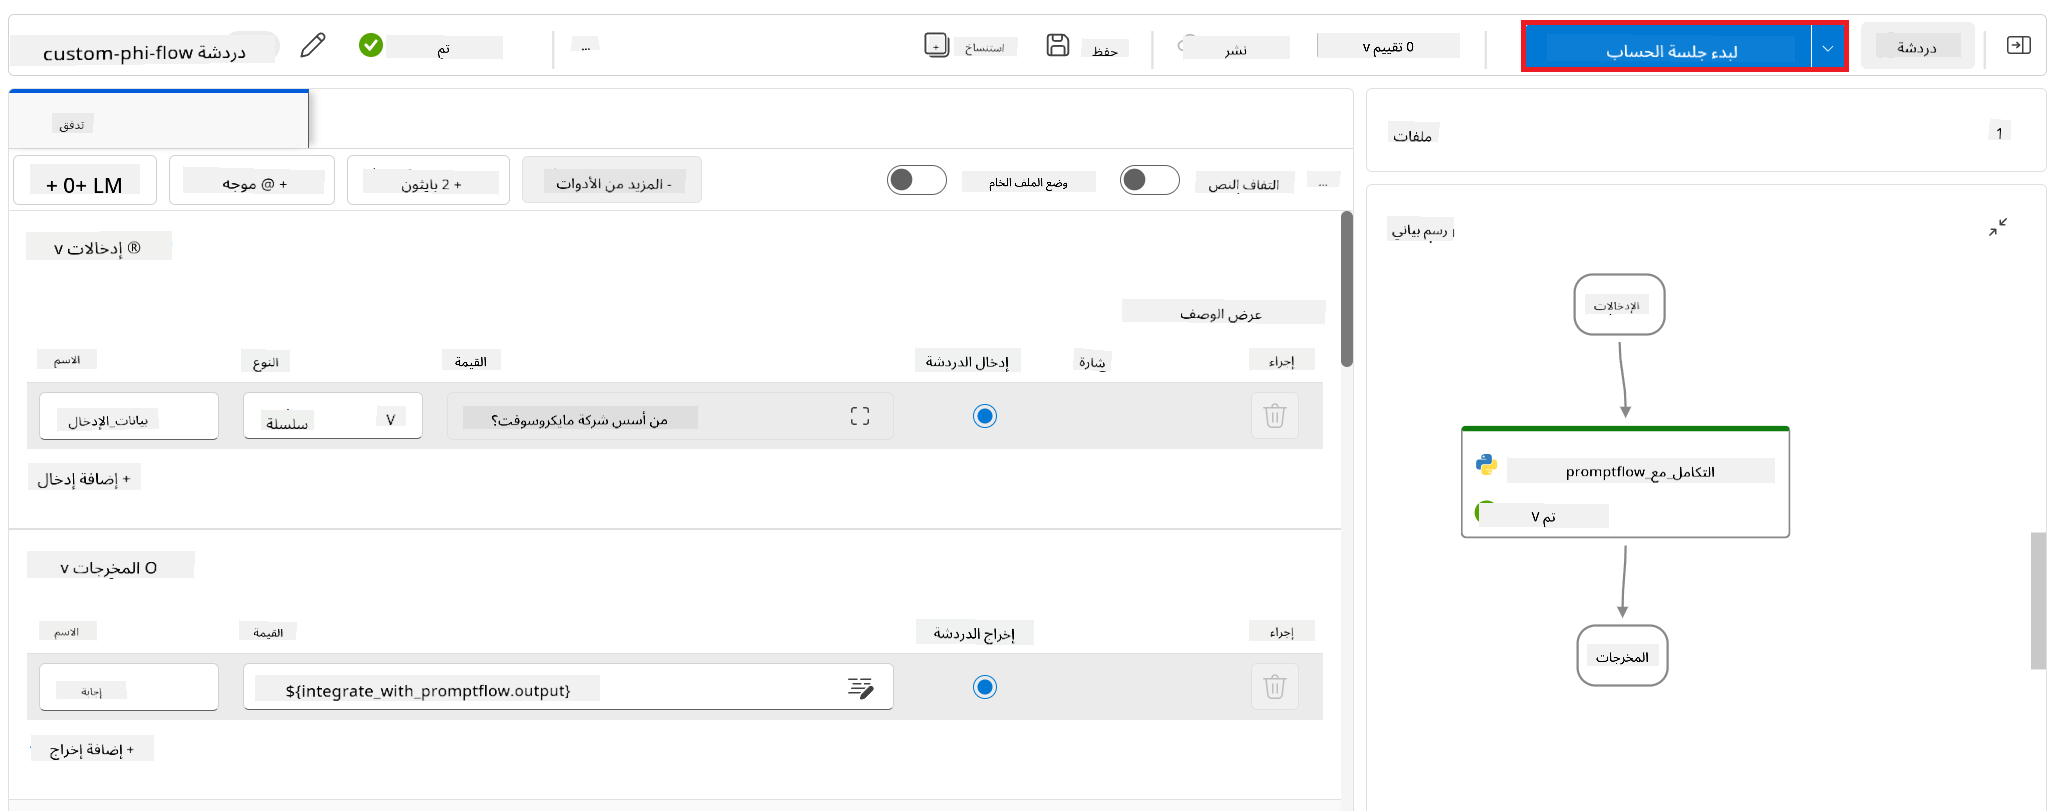 دردشة custom-phi-flow
تم
...
استنساخ
حفظ
نشر
0 تقييم v
لبدء جلسة الحساب
دردشة
تدفق
+ 0+ LM
+ @ موجه
+ 2 بايثون
- المزيد من الأدوات
وضع الملف الخام
التفاف النص
...
® إدخالات v
عرض الوصف
الاسم
النوع
القيمة
إدخال الدردشة
شارة
إجراء
بيانات_الإدخال
سلسلة
V
من أسس شركة مايكروسوفت؟
+ إضافة إدخال
O المخرجات v
الاسم
القيمة
إخراج الدردشة
إجراء
إجابة
${integrate_with_promptflow.output}
+ إضافة إخراج
ملفات
1
رسم بياني
الإدخالات
التكامل_مع_promptflow
تم V
المخرجات